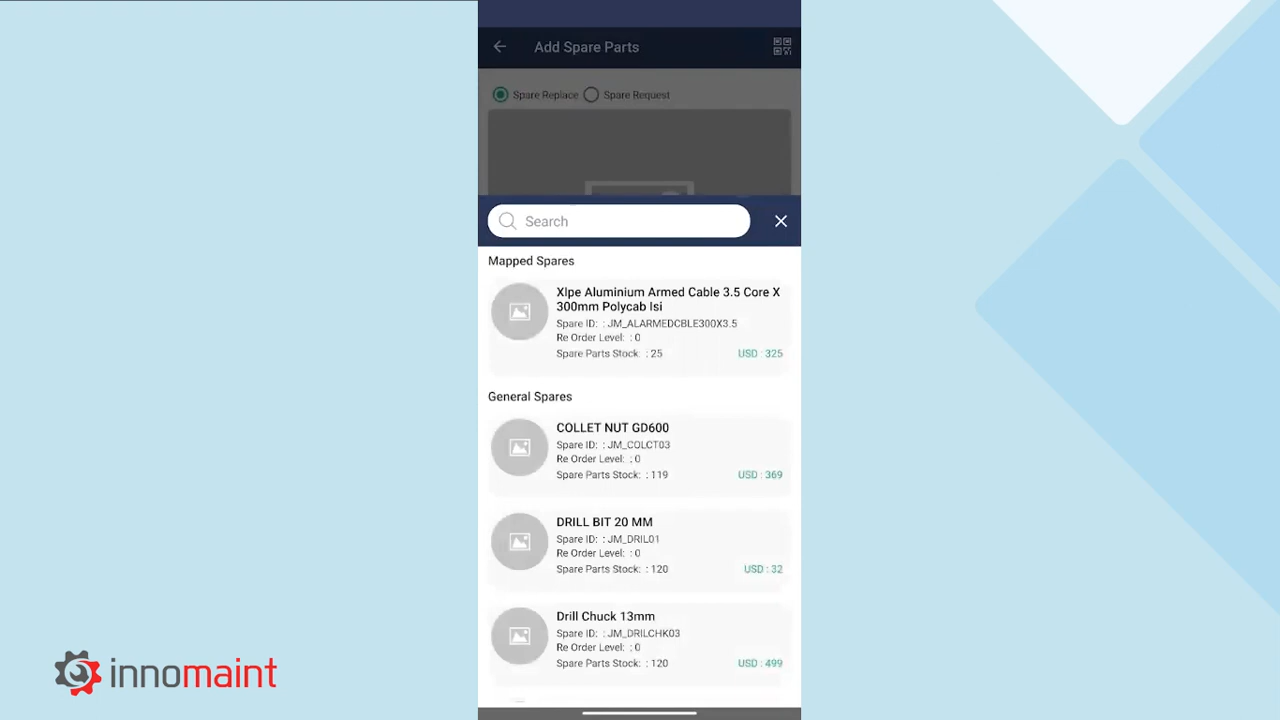 Add Spare Parts
Spare Replace Spare Request
Search
Mapped Spares
Xlpe Aluminium Armed Cable 3.5 Core X
300mm Polycab Isi
Spare ID: : JM_ALARMEDCBLE300X3.5
Re Order Level: : 0
Spare Parts Stock: : 25 USD : 325
General Spares
COLLET NUT GD600
Spare ID: : JM_COLCT03
Re Order Level: : 0
Spare Parts Stock: : 119 USD : 369
DRILL BIT 20 MM
Spare ID: : JM_DRIL01
Re Order Level: : 0
Spare Parts Stock: : 120 USD : 32
Drill Chuck 13mm
Spare ID: : JM_DRILCHK03
Re Order Level: : 0
Spare Parts Stock: : 120 USD : 499
innomaint